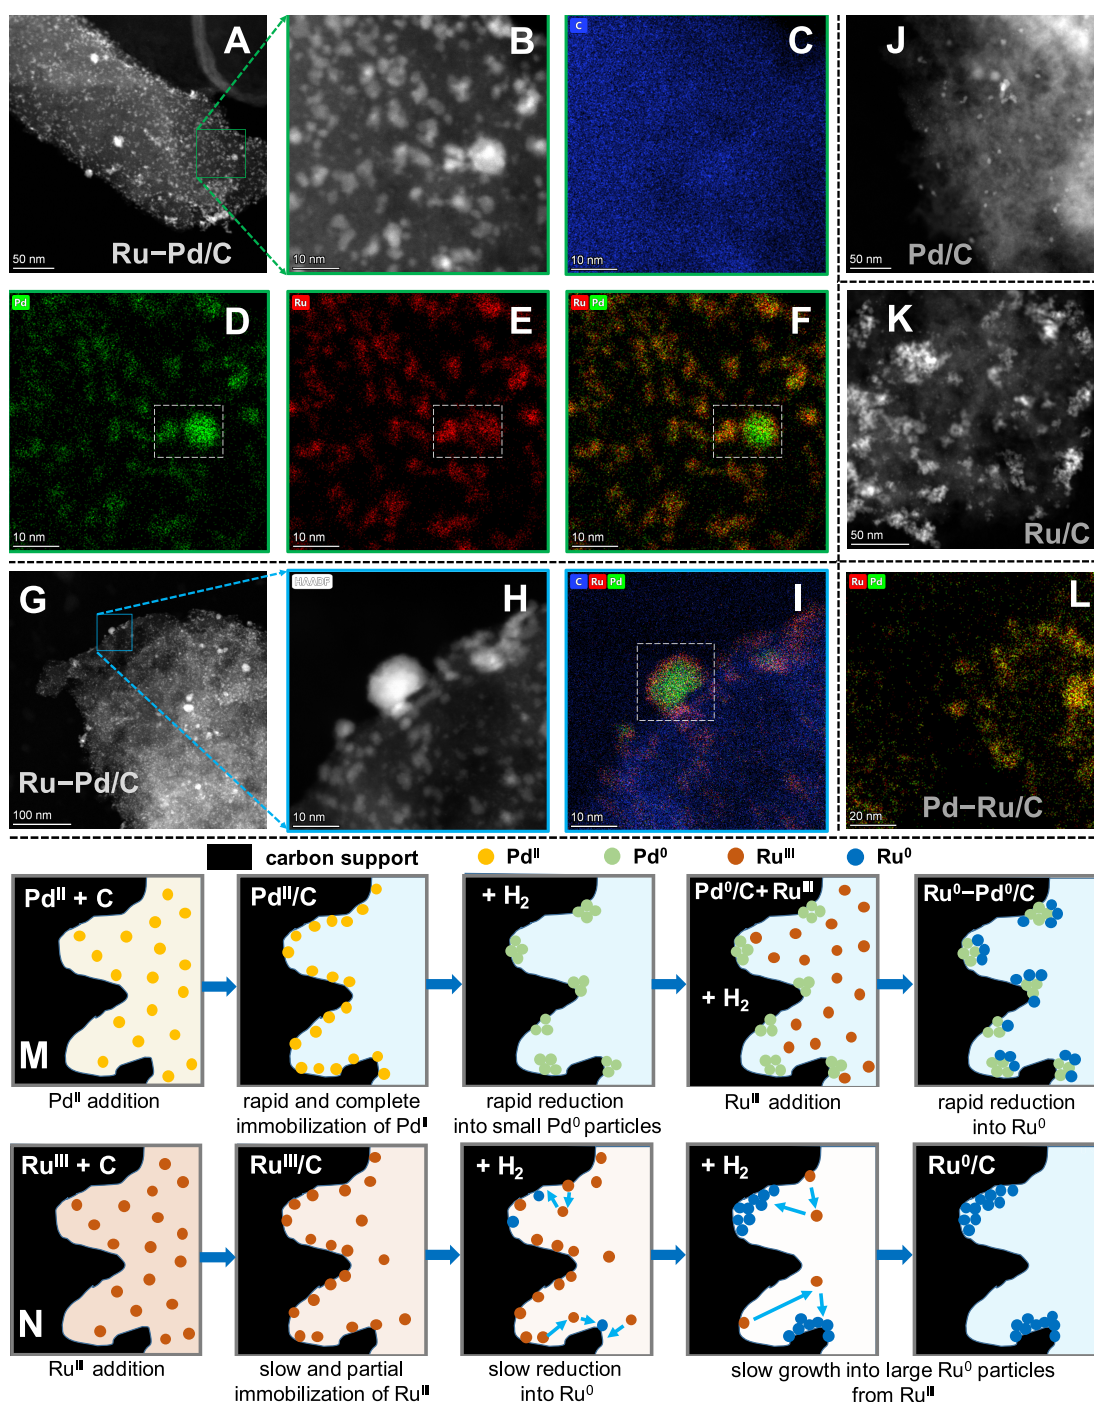 A
Ru−Pd/C
50 nm
B
10 nm
C
C
10 nm
J
Pd/C
50 nm
Pd
D
10 nm
Ru
E
10 nm
Ru Pd
F
10 nm
K
Ru/C
50 nm
G
Ru−Pd/C
100 nm
HAADF
H
10 nm
C Ru Pd
I
10 nm
Ru Pd
L
Pd−Ru/C
20 nm
carbon support
Pdᴵᴵ
Pd⁰
Ruᴵᴵᴵ
Ru⁰
Pdᴵᴵ + C
M
Pdᴵᴵ/C
+ H₂
Pd⁰/C+Ruᴵᴵᴵ
+ H₂
Ru⁰−Pd⁰/C
Pdᴵᴵ addition
rapid and complete
immobilization of Pdᴵᴵ
rapid reduction
into small Pd⁰ particles
Ruᴵᴵᴵ addition
rapid reduction
into Ru⁰
Ruᴵᴵᴵ + C
N
Ruᴵᴵᴵ/C
+ H₂
+ H₂
Ru⁰/C
Ruᴵᴵᴵ addition
slow and partial
immobilization of Ruᴵᴵᴵ
slow reduction
into Ru⁰
slow growth into large Ru⁰ particles
from Ruᴵᴵᴵ